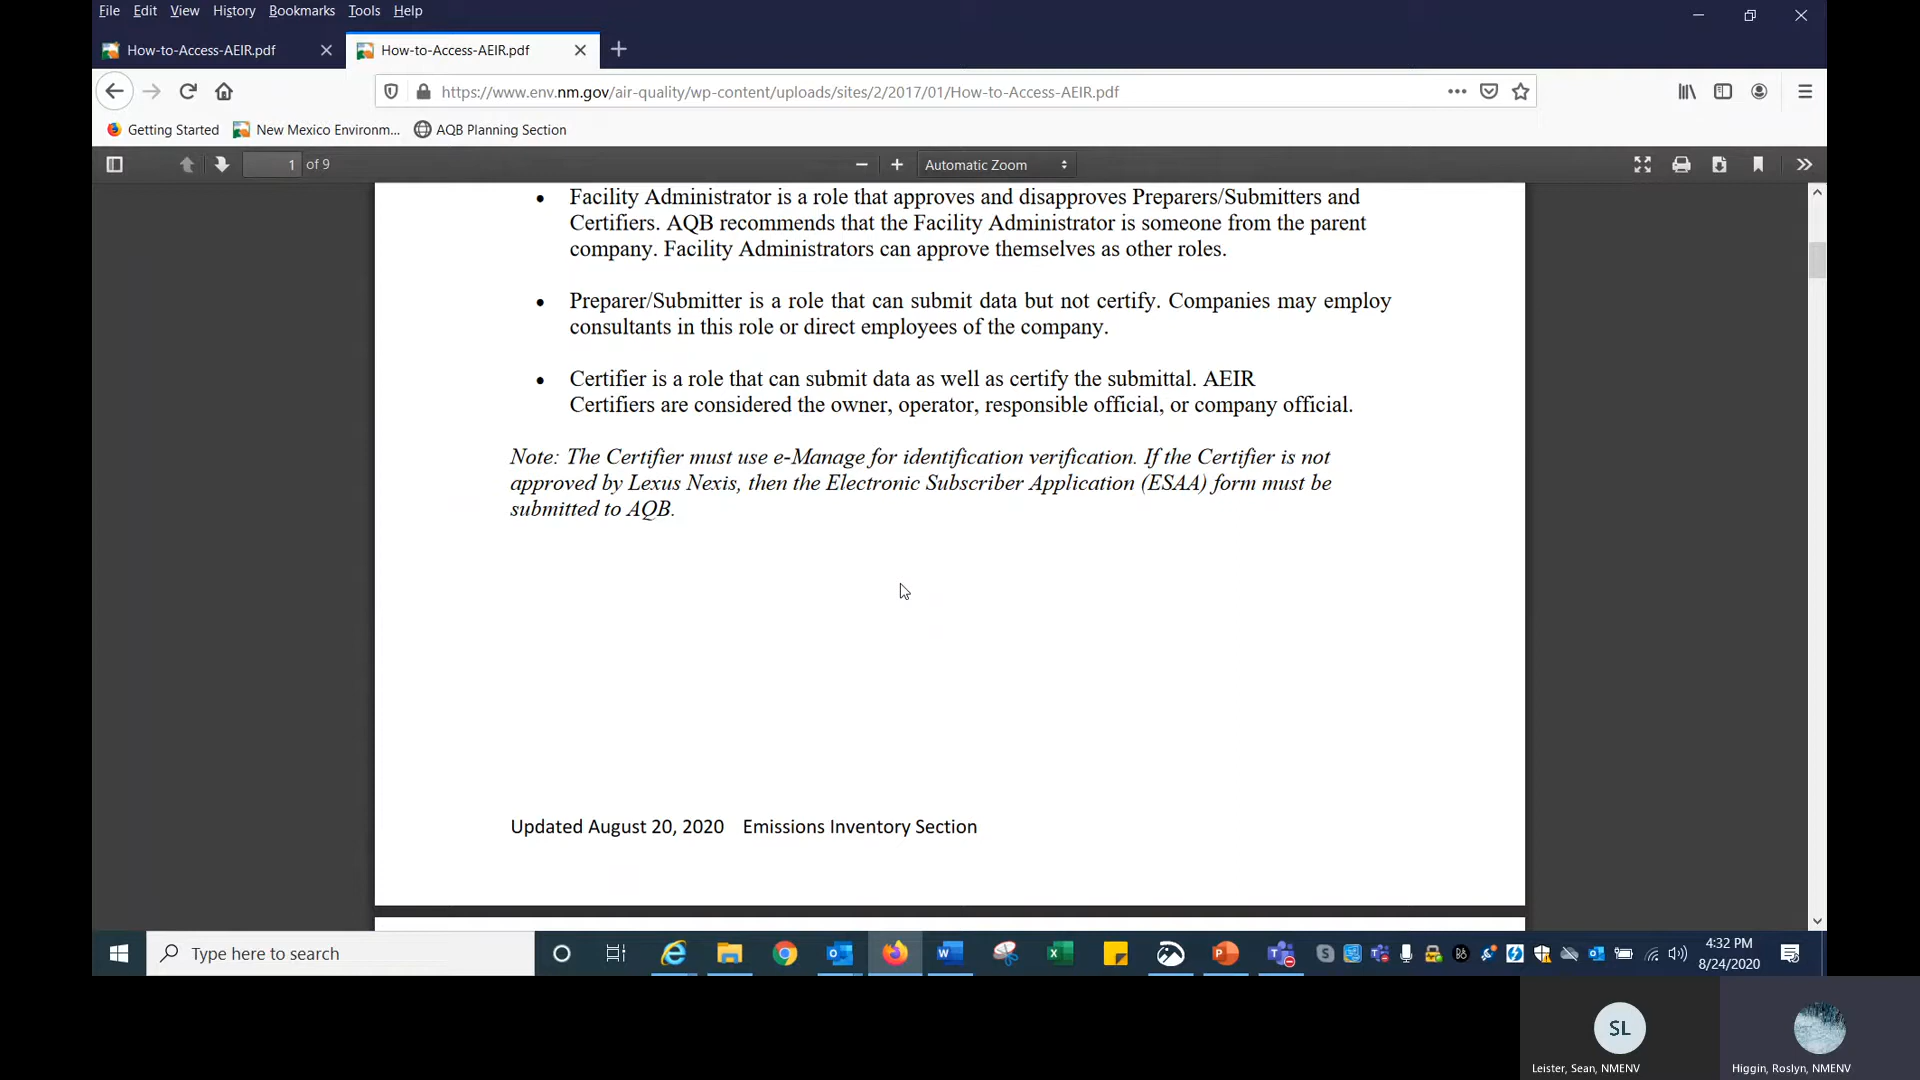 File Edit View History Bookmarks Tools Help
How-to-Access-AEIR.pdf How-to-Access-AEIR.pdf
https://www.env.nm.gov/air-quality/wp-content/uploads/sites/2/2017/01/How-to-Access-AEIR.pdf
Getting Started New Mexico Environm... AQB Planning Section
1 of 9 Automatic Zoom
• Facility Administrator is a role that approves and disapproves Preparers/Submitters and
Certifiers. AQB recommends that the Facility Administrator is someone from the parent
company. Facility Administrators can approve themselves as other roles.
• Preparer/Submitter is a role that can submit data but not certify. Companies may employ
consultants in this role or direct employees of the company.
• Certifier is a role that can submit data as well as certify the submittal. AEIR
Certifiers are considered the owner, operator, responsible official, or company official.
Note: The Certifier must use e-Manage for identification verification. If the Certifier is not
approved by Lexus Nexis, then the Electronic Subscriber Application (ESAA) form must be
submitted to AQB.
Updated August 20, 2020 Emissions Inventory Section
Type here to search
4:32 PM
8/24/2020
SL
Leister, Sean, NMENV
Higgin, Roslyn, NMENV